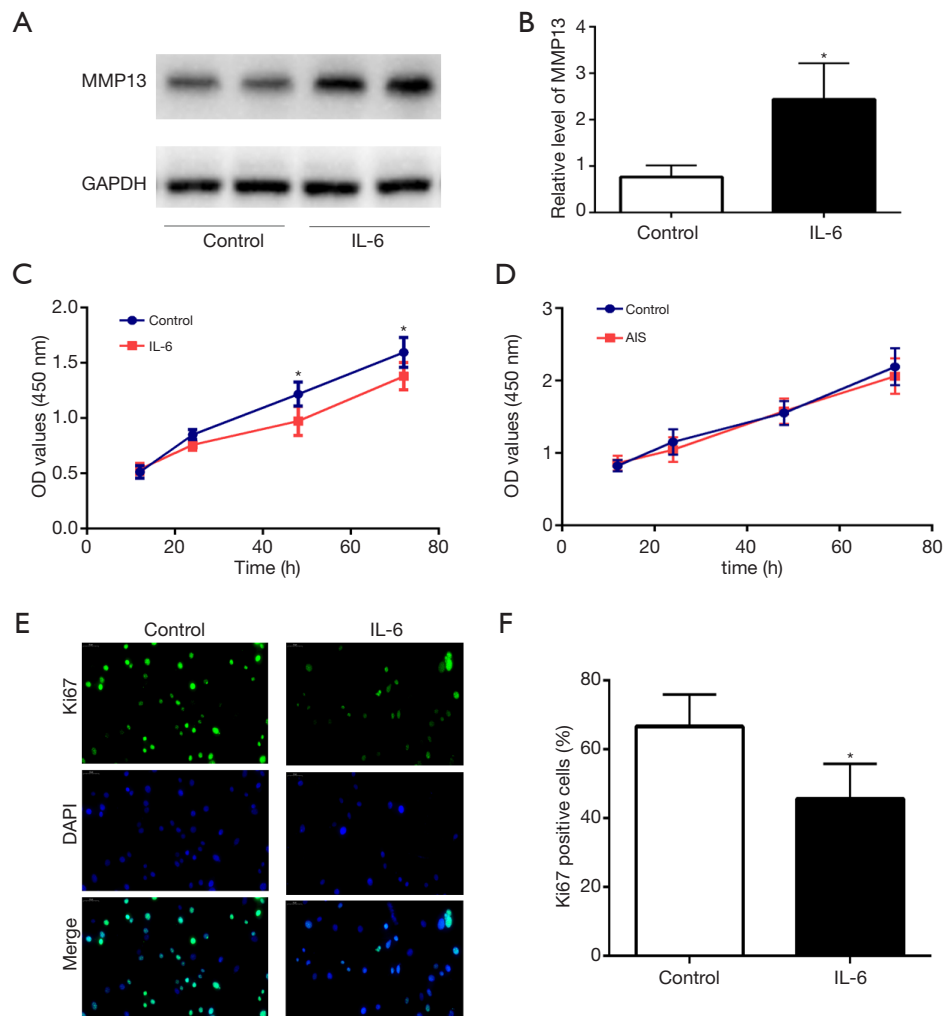 A
MMP13
GAPDH
Control IL-6
B
Relative level of MMP13
4
3
2
1
0
*
Control IL-6
C
OD values (450 nm)
2.0
1.5
1.0
0.5
0.0
Control
IL-6
*
*
0 20 40 60 80
Time (h)
D
OD values (450 nm)
3
2
1
0
Control
AIS
0 20 40 60 80
time (h)
E
Control IL-6
Ki67
DAPI
Merge
F
Ki67 positive cells (%)
80
60
40
20
0
*
Control IL-6